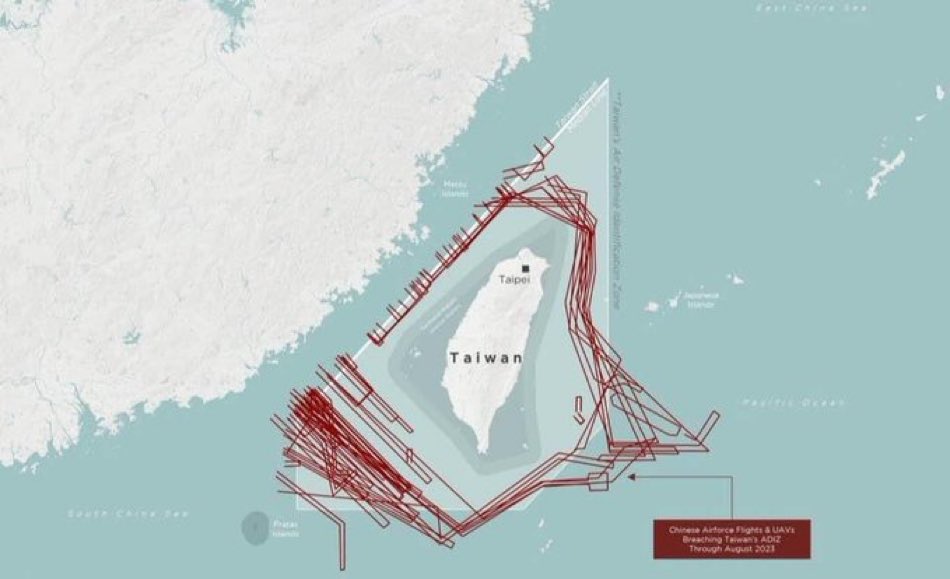 East China Sea
Taiwan Strait
Median Line
Taiwan's Air Defense Identification Zone
Matsu
Islands
Taipei
Japanese
Islands
Taiwan
Pacific Ocean
South China Sea
Pratas
Islands
Chinese Airforce Flights & UAVs
Breaching Taiwan's ADIZ
Through August 2023